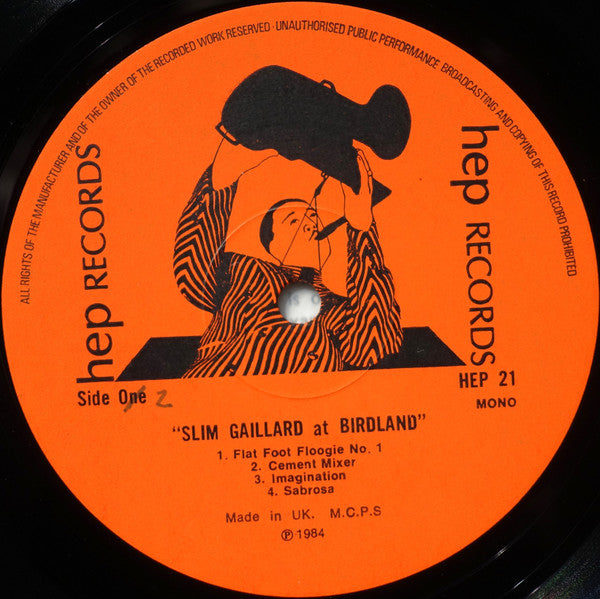 ALL RIGHTS OF THE MANUFACTURER AND OF THE OWNER OF THE RECORDED WORK RESERVED · UNAUTHORISED PUBLIC PERFORMANCE BROADCASTING AND COPYING OF THIS RECORD PROHIBITED
hep RECORDS
hep RECORDS
Side One 2
HEP 21
MONO
"SLIM GAILLARD at BIRDLAND"
1. Flat Foot Floogie No. 1
2. Cement Mixer
3. Imagination
4. Sabrosa
Made in UK. M.C.P.S
℗ 1984